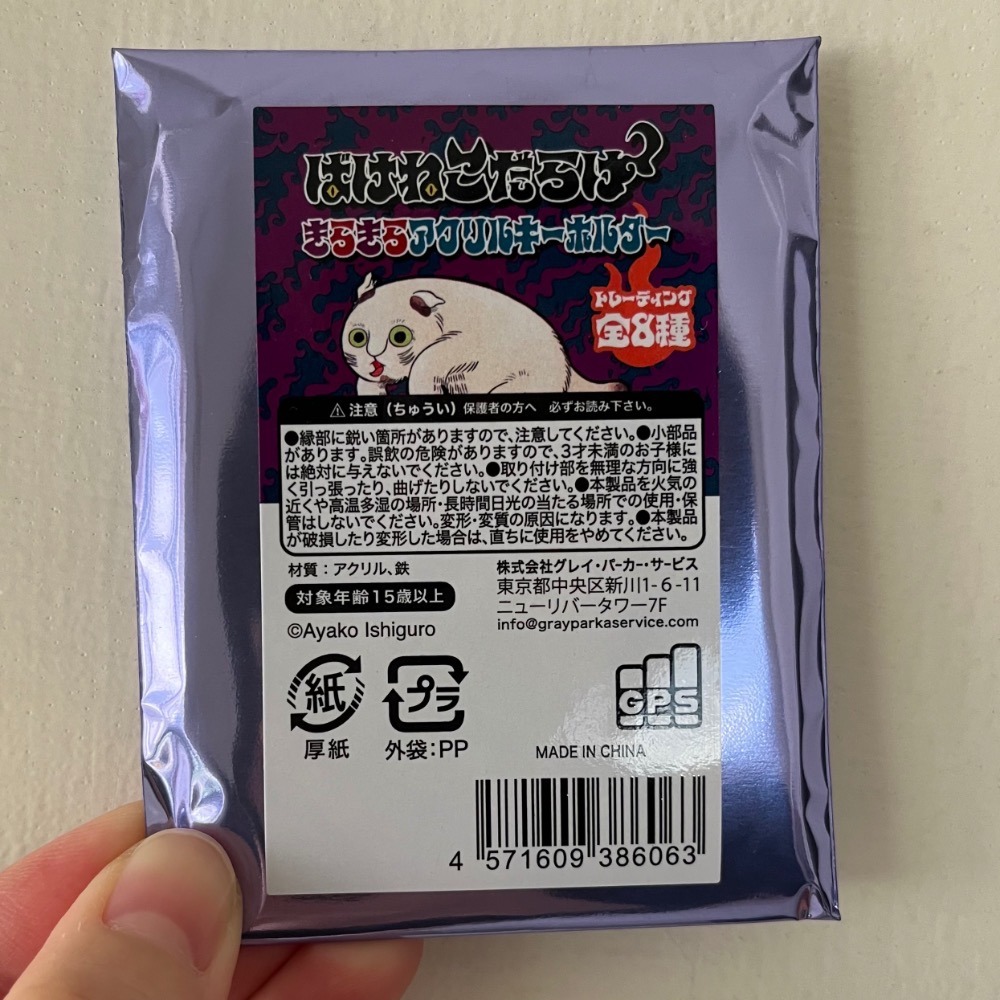 ばけねこだらけ
きらきらアクリルキーホルダー
トレーディング
全8種
⚠注意(ちゅうい)保護者の方へ 必ずお読み下さい。
●縁部に鋭い箇所がありますので、注意してください。●小部品
があります。誤飲の危険がありますので、3才未満のお子様に
は絶対に与えないでください。●取り付け部を無理な方向に強
く引っ張ったり、曲げたりしないでください。●本製品を火気の
近くや高温多湿の場所・長時間日光の当たる場所での使用・保
管はしないでください。変形・変質の原因になります。●本製品
が破損したり変形した場合は、直ちに使用をやめてください。
材質:アクリル、鉄
対象年齢15歳以上
©Ayako Ishiguro
株式会社グレイ・パーカー・サービス
東京都中央区新川1-6-11
ニューリバータワー7F
info@grayparkaservice.com
紙
厚紙
プラ
外袋:PP
GPS
MADE IN CHINA
4 571609 386063